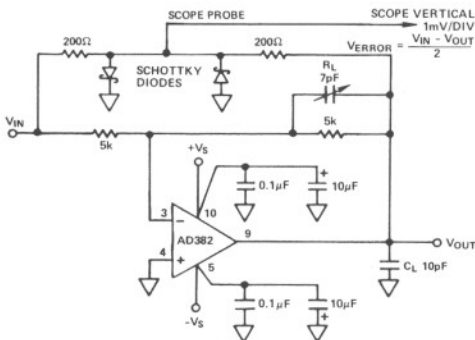 SCOPE PROBE
SCOPE VERTICAL
1mV/DIV
VERROR = VIN - VOUT
2
200Ω
200Ω
SCHOTTKY
DIODES
RL
7pF
VIN
5k
5k
+VS
0.1μF
+
10μF
3
-
10
AD382
9
4
+
5
VOUT
CL 10pF
0.1μF
10μF
+
-VS